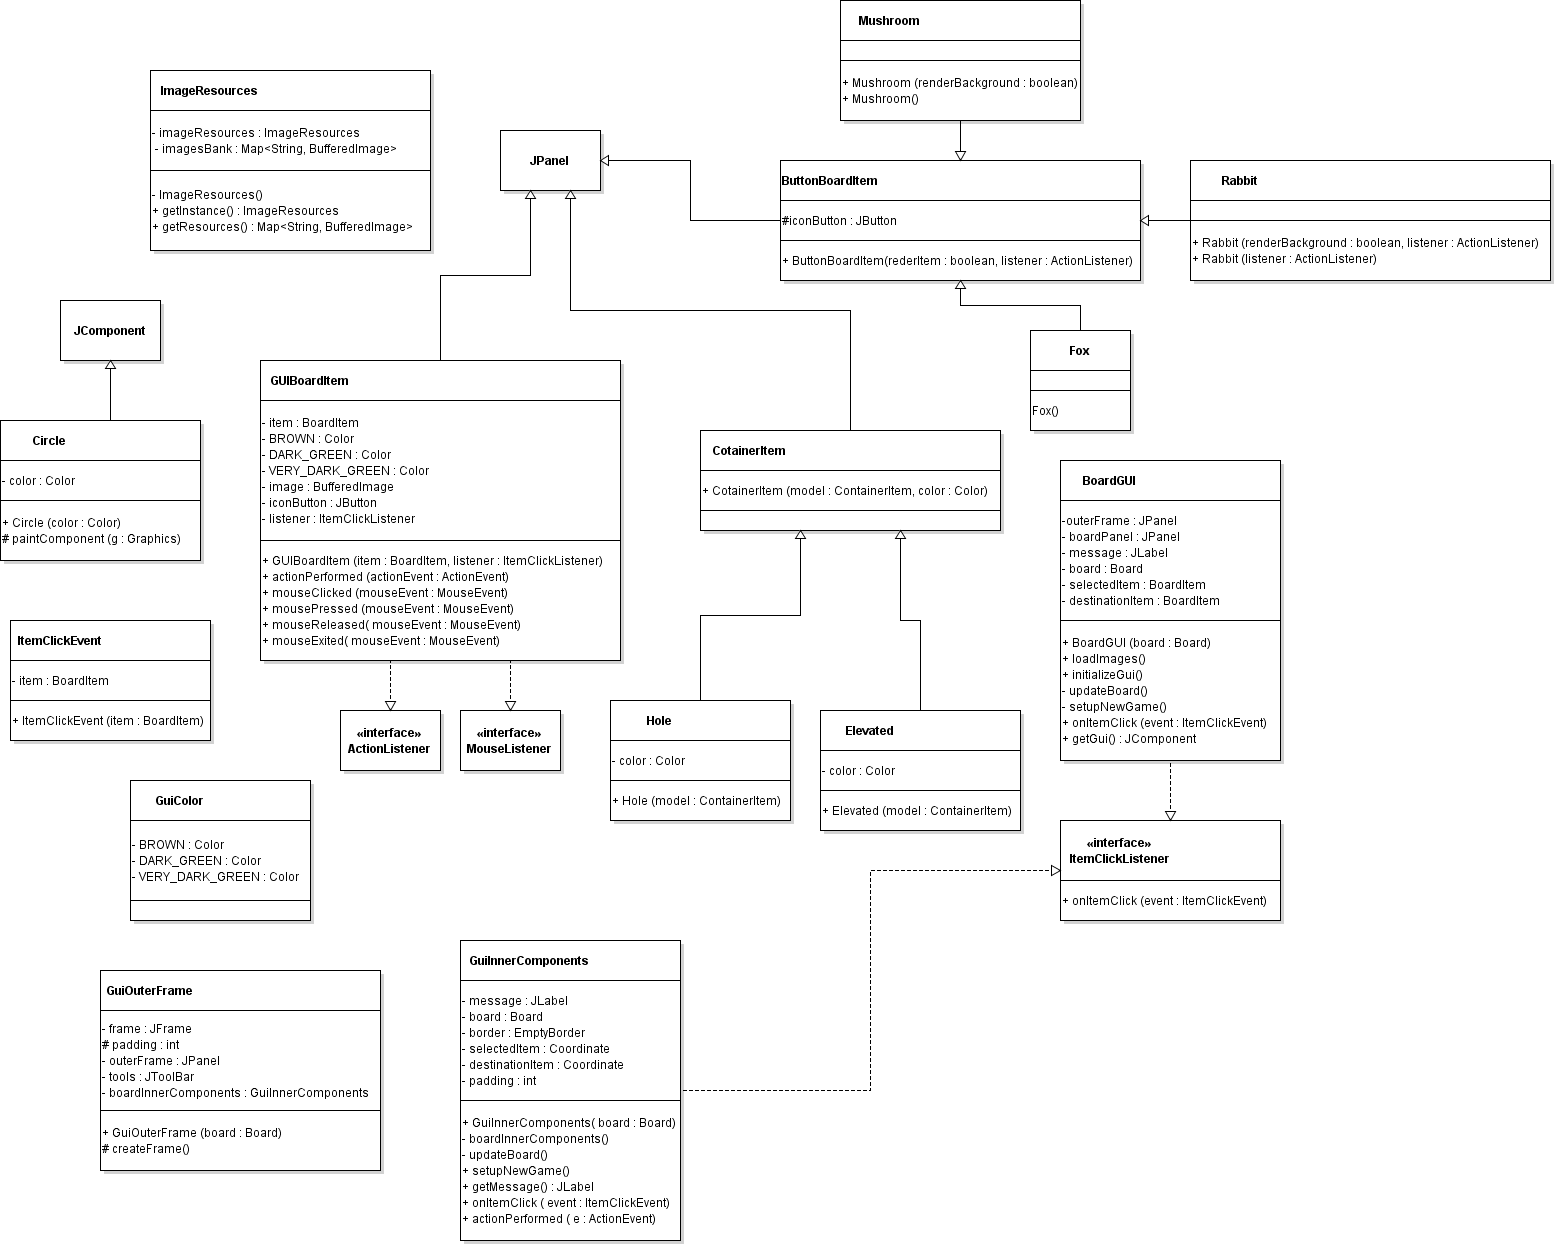 Mushroom
+ Mushroom (renderBackground : boolean)
+ Mushroom()
ImageResources
- imageResources : ImageResources
- imagesBank : Map<String, BufferedImage>
- ImageResources()
+ getInstance() : ImageResources
+ getResources() : Map<String, BufferedImage>
JPanel
ButtonBoardItem
#iconButton : JButton
+ ButtonBoardItem(rederItem : boolean, listener : ActionListener)
Rabbit
+ Rabbit (renderBackground : boolean, listener : ActionListener)
+ Rabbit (listener : ActionListener)
JComponent
Fox
Fox()
GUIBoardItem
- item : BoardItem
- BROWN : Color
- DARK_GREEN : Color
- VERY_DARK_GREEN : Color
- image : BufferedImage
- iconButton : JButton
- listener : ItemClickListener
+ GUIBoardItem (item : BoardItem, listener : ItemClickListener)
+ actionPerformed (actionEvent : ActionEvent)
+ mouseClicked (mouseEvent : MouseEvent)
+ mousePressed (mouseEvent : MouseEvent)
+ mouseReleased( mouseEvent : MouseEvent)
+ mouseExited( mouseEvent : MouseEvent)
Circle
- color : Color
+ Circle (color : Color)
# paintComponent (g : Graphics)
CotainerItem
+ CotainerItem (model : ContainerItem, color : Color)
BoardGUI
-outerFrame : JPanel
- boardPanel : JPanel
- message : JLabel
- board : Board
- selectedItem : BoardItem
- destinationItem : BoardItem
+ BoardGUI (board : Board)
+ loadImages()
+ initializeGui()
- updateBoard()
- setupNewGame()
+ onItemClick (event : ItemClickEvent)
+ getGui() : JComponent
ItemClickEvent
- item : BoardItem
+ ItemClickEvent (item : BoardItem)
«interface»
ActionListener
«interface»
MouseListener
Hole
- color : Color
+ Hole (model : ContainerItem)
Elevated
- color : Color
+ Elevated (model : ContainerItem)
GuiColor
- BROWN : Color
- DARK_GREEN : Color
- VERY_DARK_GREEN : Color
«interface»
ItemClickListener
+ onItemClick (event : ItemClickEvent)
GuiOuterFrame
- frame : JFrame
# padding : int
- outerFrame : JPanel
- tools : JToolBar
- boardInnerComponents : GuiInnerComponents
+ GuiOuterFrame (board : Board)
# createFrame()
GuiInnerComponents
- message : JLabel
- board : Board
- border : EmptyBorder
- selectedItem : Coordinate
- destinationItem : Coordinate
- padding : int
+ GuiInnerComponents( board : Board)
- boardInnerComponents()
- updateBoard()
+ setupNewGame()
+ getMessage() : JLabel
+ onItemClick ( event : ItemClickEvent)
+ actionPerformed ( e : ActionEvent)